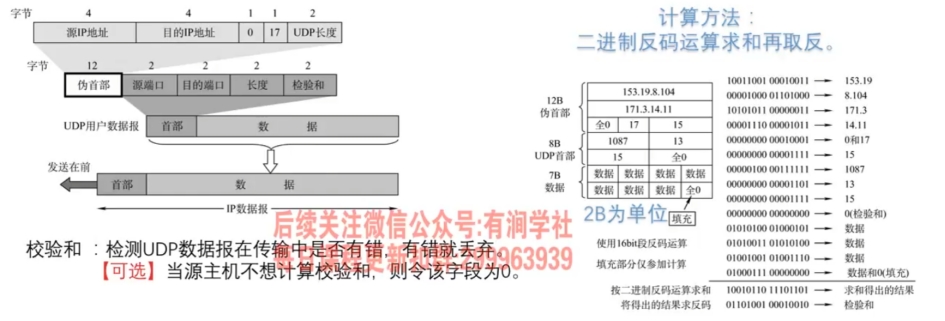 字节
4
4
1
1
2
源IP地址
目的IP地址
0
17
UDP长度
字节
12
2
2
2
2
伪首部
源端口
目的端口
长度
检验和
UDP用户数据报
首部
数 据
发送在前
首部
数 据
IP数据报
后续关注微信公众号:有涧学社
校验和 ：检测UDP数据报在传输中是否有错，有错就丢弃。
【可选】当源主机不想计算校验和，则令该字段为0。
计算方法：
二进制反码运算求和再取反。
12B
伪首部
153.19.8.104
171.3.14.11
全0
17
15
8B
UDP首部
1087
13
15
全0
7B
数据
数据
数据
数据
数据
数据
数据
数据
全0
2B为单位
填充
使用16bit段反码运算
填充部分仅参加计算
10011001 00010011
153.19
00001000 01101000
8.104
10101011 00000011
171.3
00001110 00001011
14.11
00000000 00010001
0和17
00000000 00001111
15
00000100 00111111
1087
00000000 00001101
13
00000000 00001111
15
00000000 00000000
0(检验和)
01010100 01000101
数据
01010011 01010100
数据
01001001 01001110
数据
01000111 00000000
数据和0(填充)
按二进制反码运算求和
10010110 11101101
求和得出的结果
将得出的结果求反码
01101001 00010010
检验和